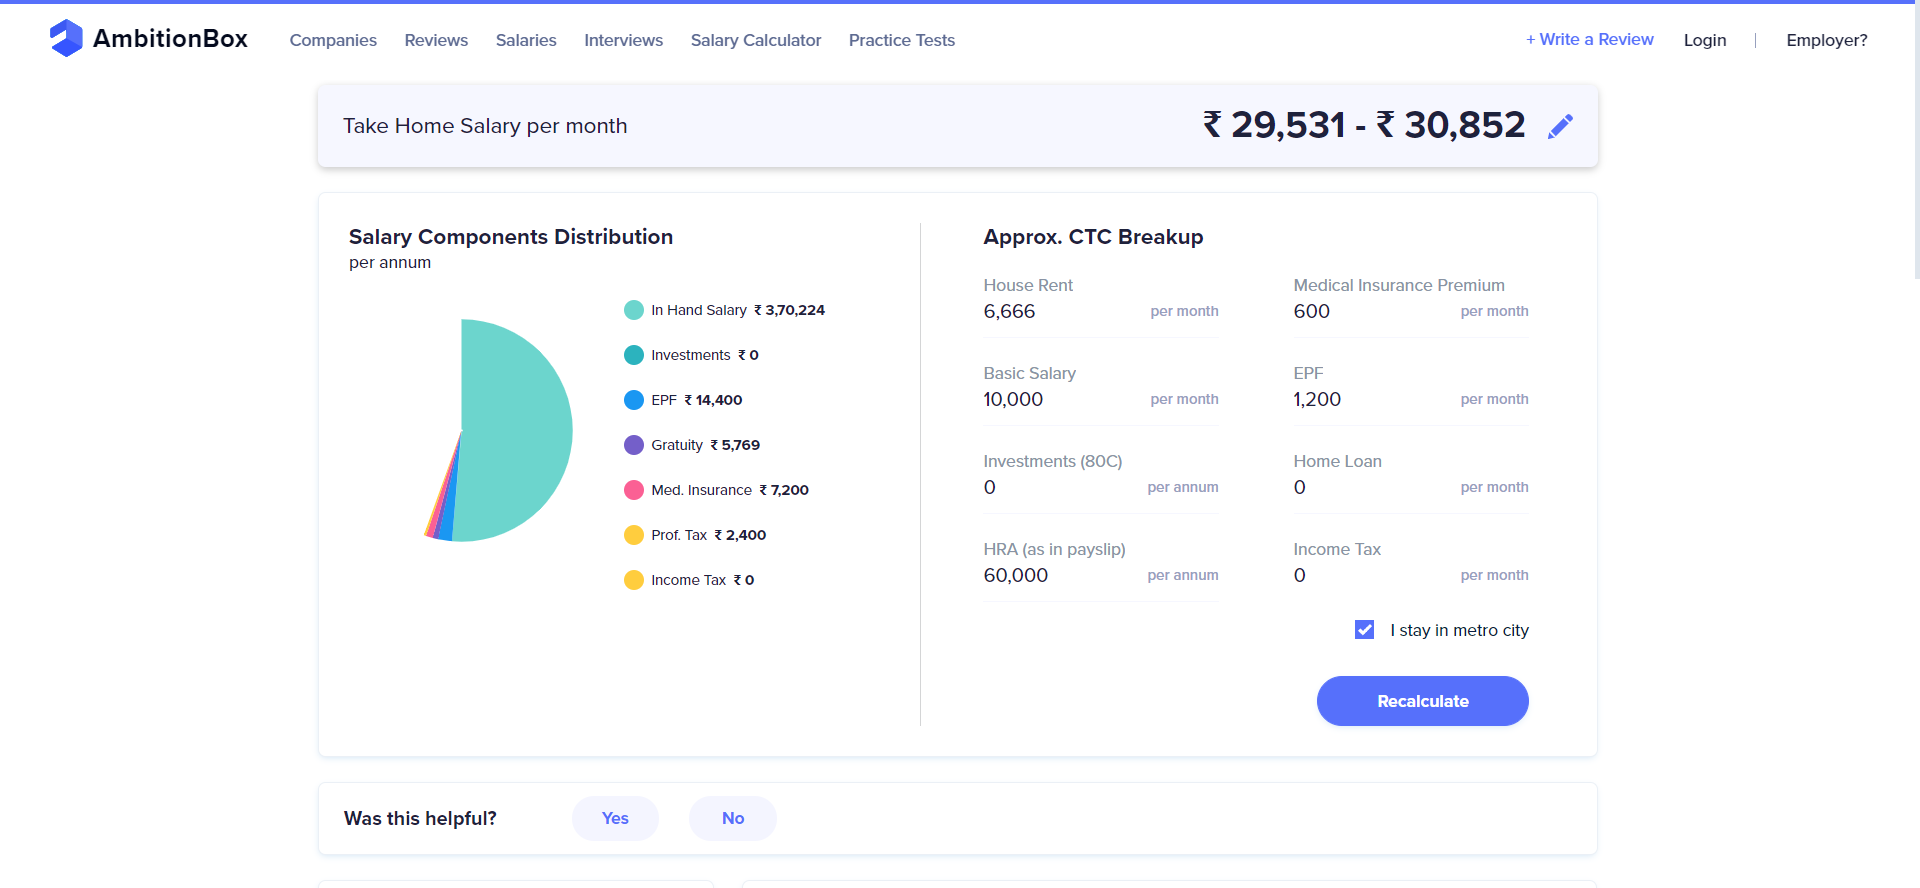 AmbitionBox
Companies Reviews Salaries Interviews Salary Calculator Practice Tests
+ Write a Review Login | Employer?
Take Home Salary per month
₹ 29,531 - ₹ 30,852
Salary Components Distribution
per annum
In Hand Salary ₹ 3,70,224
Investments ₹ 0
EPF ₹ 14,400
Gratuity ₹ 5,769
Med. Insurance ₹ 7,200
Prof. Tax ₹ 2,400
Income Tax ₹ 0
Approx. CTC Breakup
House Rent
6,666 per month
Medical Insurance Premium
600 per month
Basic Salary
10,000 per month
EPF
1,200 per month
Investments (80C)
0 per annum
Home Loan
0 per month
HRA (as in payslip)
60,000 per annum
Income Tax
0 per month
I stay in metro city
Recalculate
Was this helpful? Yes No